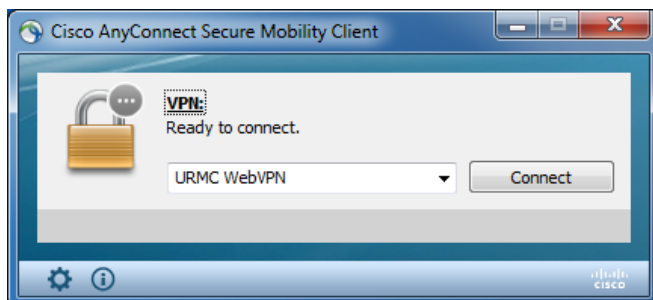 Cisco AnyConnect Secure Mobility Client
VPN:
Ready to connect.
URMC WebVPN
Connect
CISCO